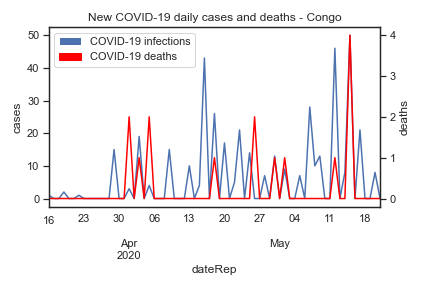 New COVID-19 daily cases and deaths - Congo
COVID-19 infections
COVID-19 deaths
50
40
30
20
10
0
cases
4
3
2
1
0
deaths
16 23 30 06 13 20 27 04 11 18
Apr May
2020
dateRep